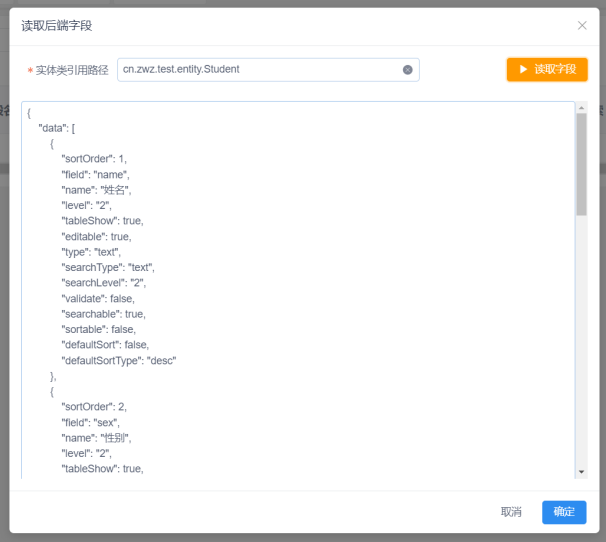 读取后端字段
* 实体类引用路径 cn.zwz.test.entity.Student 读取字段
{
"data": [
{
"sortOrder": 1,
"field": "name",
"name": "姓名",
"level": "2",
"tableShow": true,
"editable": true,
"type": "text",
"searchType": "text",
"searchLevel": "2",
"validate": false,
"searchable": true,
"sortable": false,
"defaultSort": false,
"defaultSortType": "desc"
},
{
"sortOrder": 2,
"field": "sex",
"name": "性别",
"level": "2",
"tableShow": true,
取消 确定